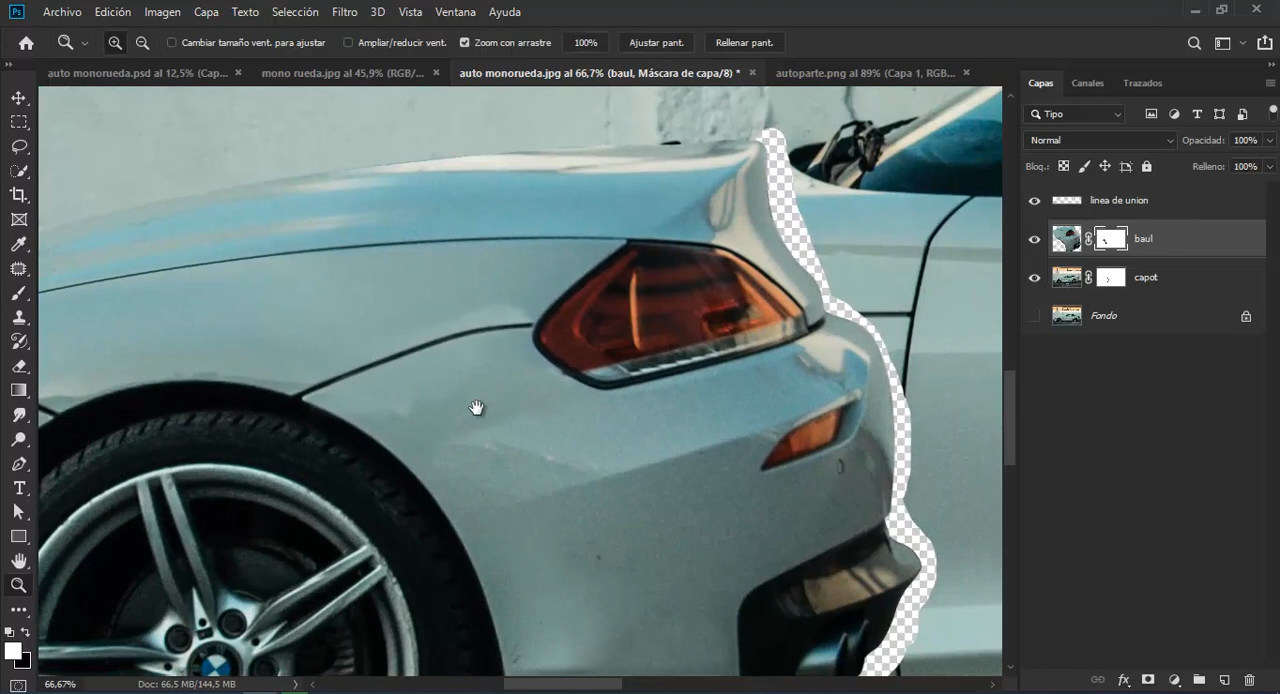 Ps Archivo Edición Imagen Capa Texto Selección Filtro 3D Vista Ventana Ayuda
Cambiar tamaño vent. para ajustar Ampliar/reducir vent. Zoom con arrastre 100% Ajustar pant. Rellenar pant.
auto monorueda.psd al 12,5% (Cap... × mono rueda.jpg al 45,9% (RGB/... × auto monorueda.jpg al 66,7% (baul, Máscara de capa/8) * × autoparte.png al 89% (Capa 1, RGB... ×
Capas Canales Trazados
Tipo
Normal Opacidad: 100%
Bloq.: Relleno: 100%
linea de union
baul
capot
Fondo
BMW
66,67% Doc: 66,5 MB/144,5 MB